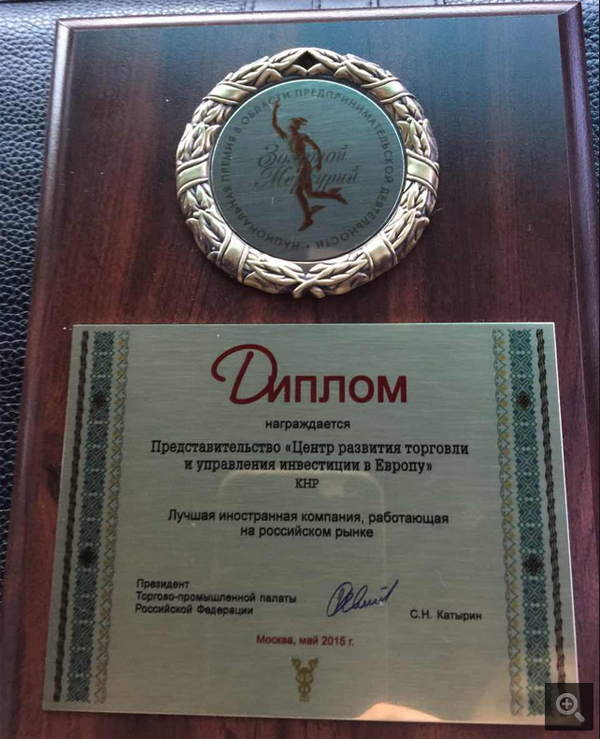 НАЦИОНАЛЬНАЯ ПРЕМИЯ В ОБЛАСТИ ПРЕДПРИНИМАТЕЛЬСКОЙ ДЕЯТЕЛЬНОСТИ
Золотой
Меркурий
Диплом
награждается
Представительство «Центр развития торговли
и управления инвестиции в Европу»
КНР
Лучшая иностранная компания, работающая
на российском рынке
Президент
Торгово-промышленной палаты
Российской Федерации
С.Н. Катырин
Москва, май 2015 г.